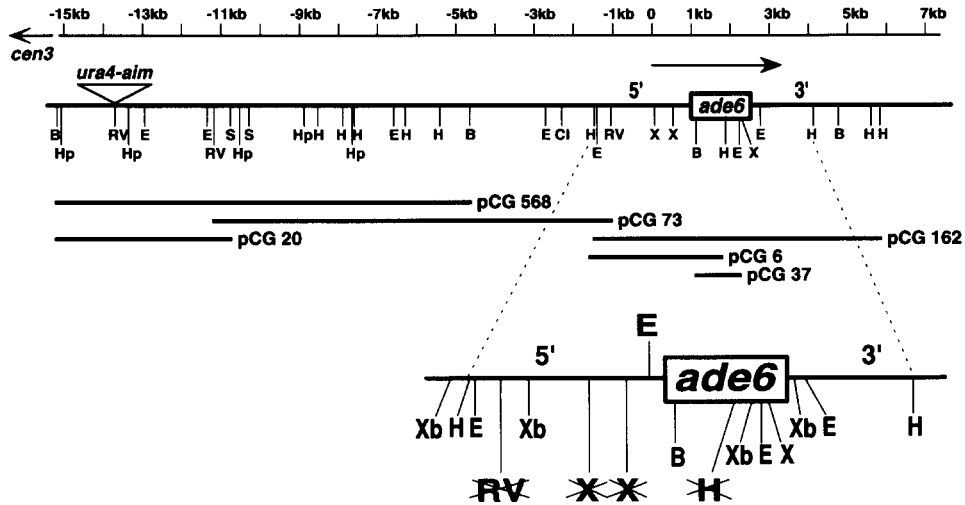 -15kb -13kb -11kb -9kb -7kb -5kb -3kb -1kb 0 1kb 3kb 5kb 7kb
cen3
ura4-aim
5' ade6 3'
B RV E E S S Hp H H H E H H B E Cl H RV X X B H E X E H B H H
Hp Hp RV Hp Hp E
pCG 568
pCG 73
pCG 20
pCG 162
pCG 6
pCG 37
E
5' ade6 3'
Xb H E Xb B Xb E X Xb E H
RV X X H